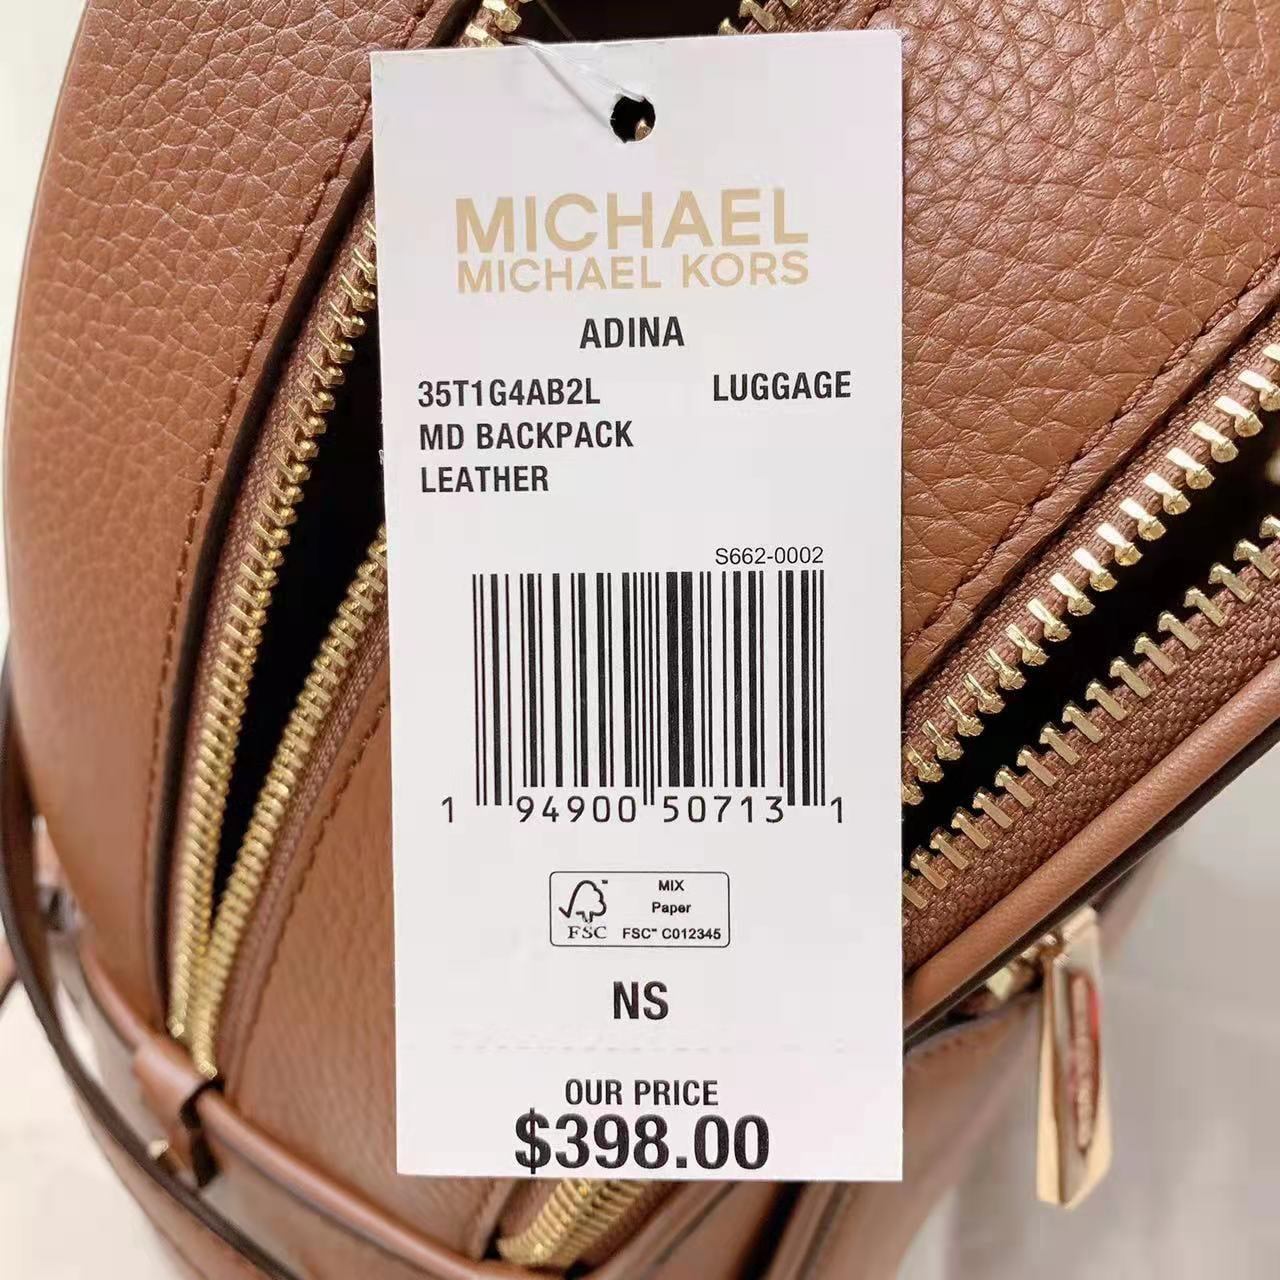 MICHAEL
MICHAEL KORS
ADINA
35T1G4AB2L LUGGAGE
MD BACKPACK
LEATHER
S662-0002
1 94900 50713 1
MIX
Paper
FSC™ C012345
FSC
NS
OUR PRICE
$398.00